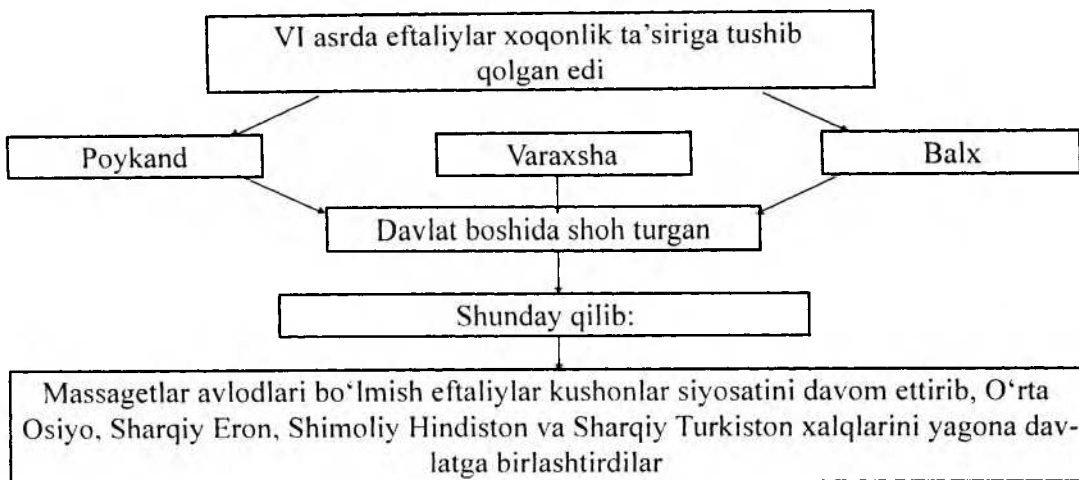 VI asrda eftaliylar xoqonlik ta’siriga tushib
qolgan edi
Poykand
Varaxsha
Balx
Davlat boshida shoh turgan
Shunday qilib:
Massagetlar avlodlari bo‘lmish eftaliylar kushonlar siyosatini davom ettirib, O‘rta
Osiyo, Sharqiy Eron, Shimoliy Hindiston va Sharqiy Turkiston xalqlarini yagona dav-
latga birlashtirdilar